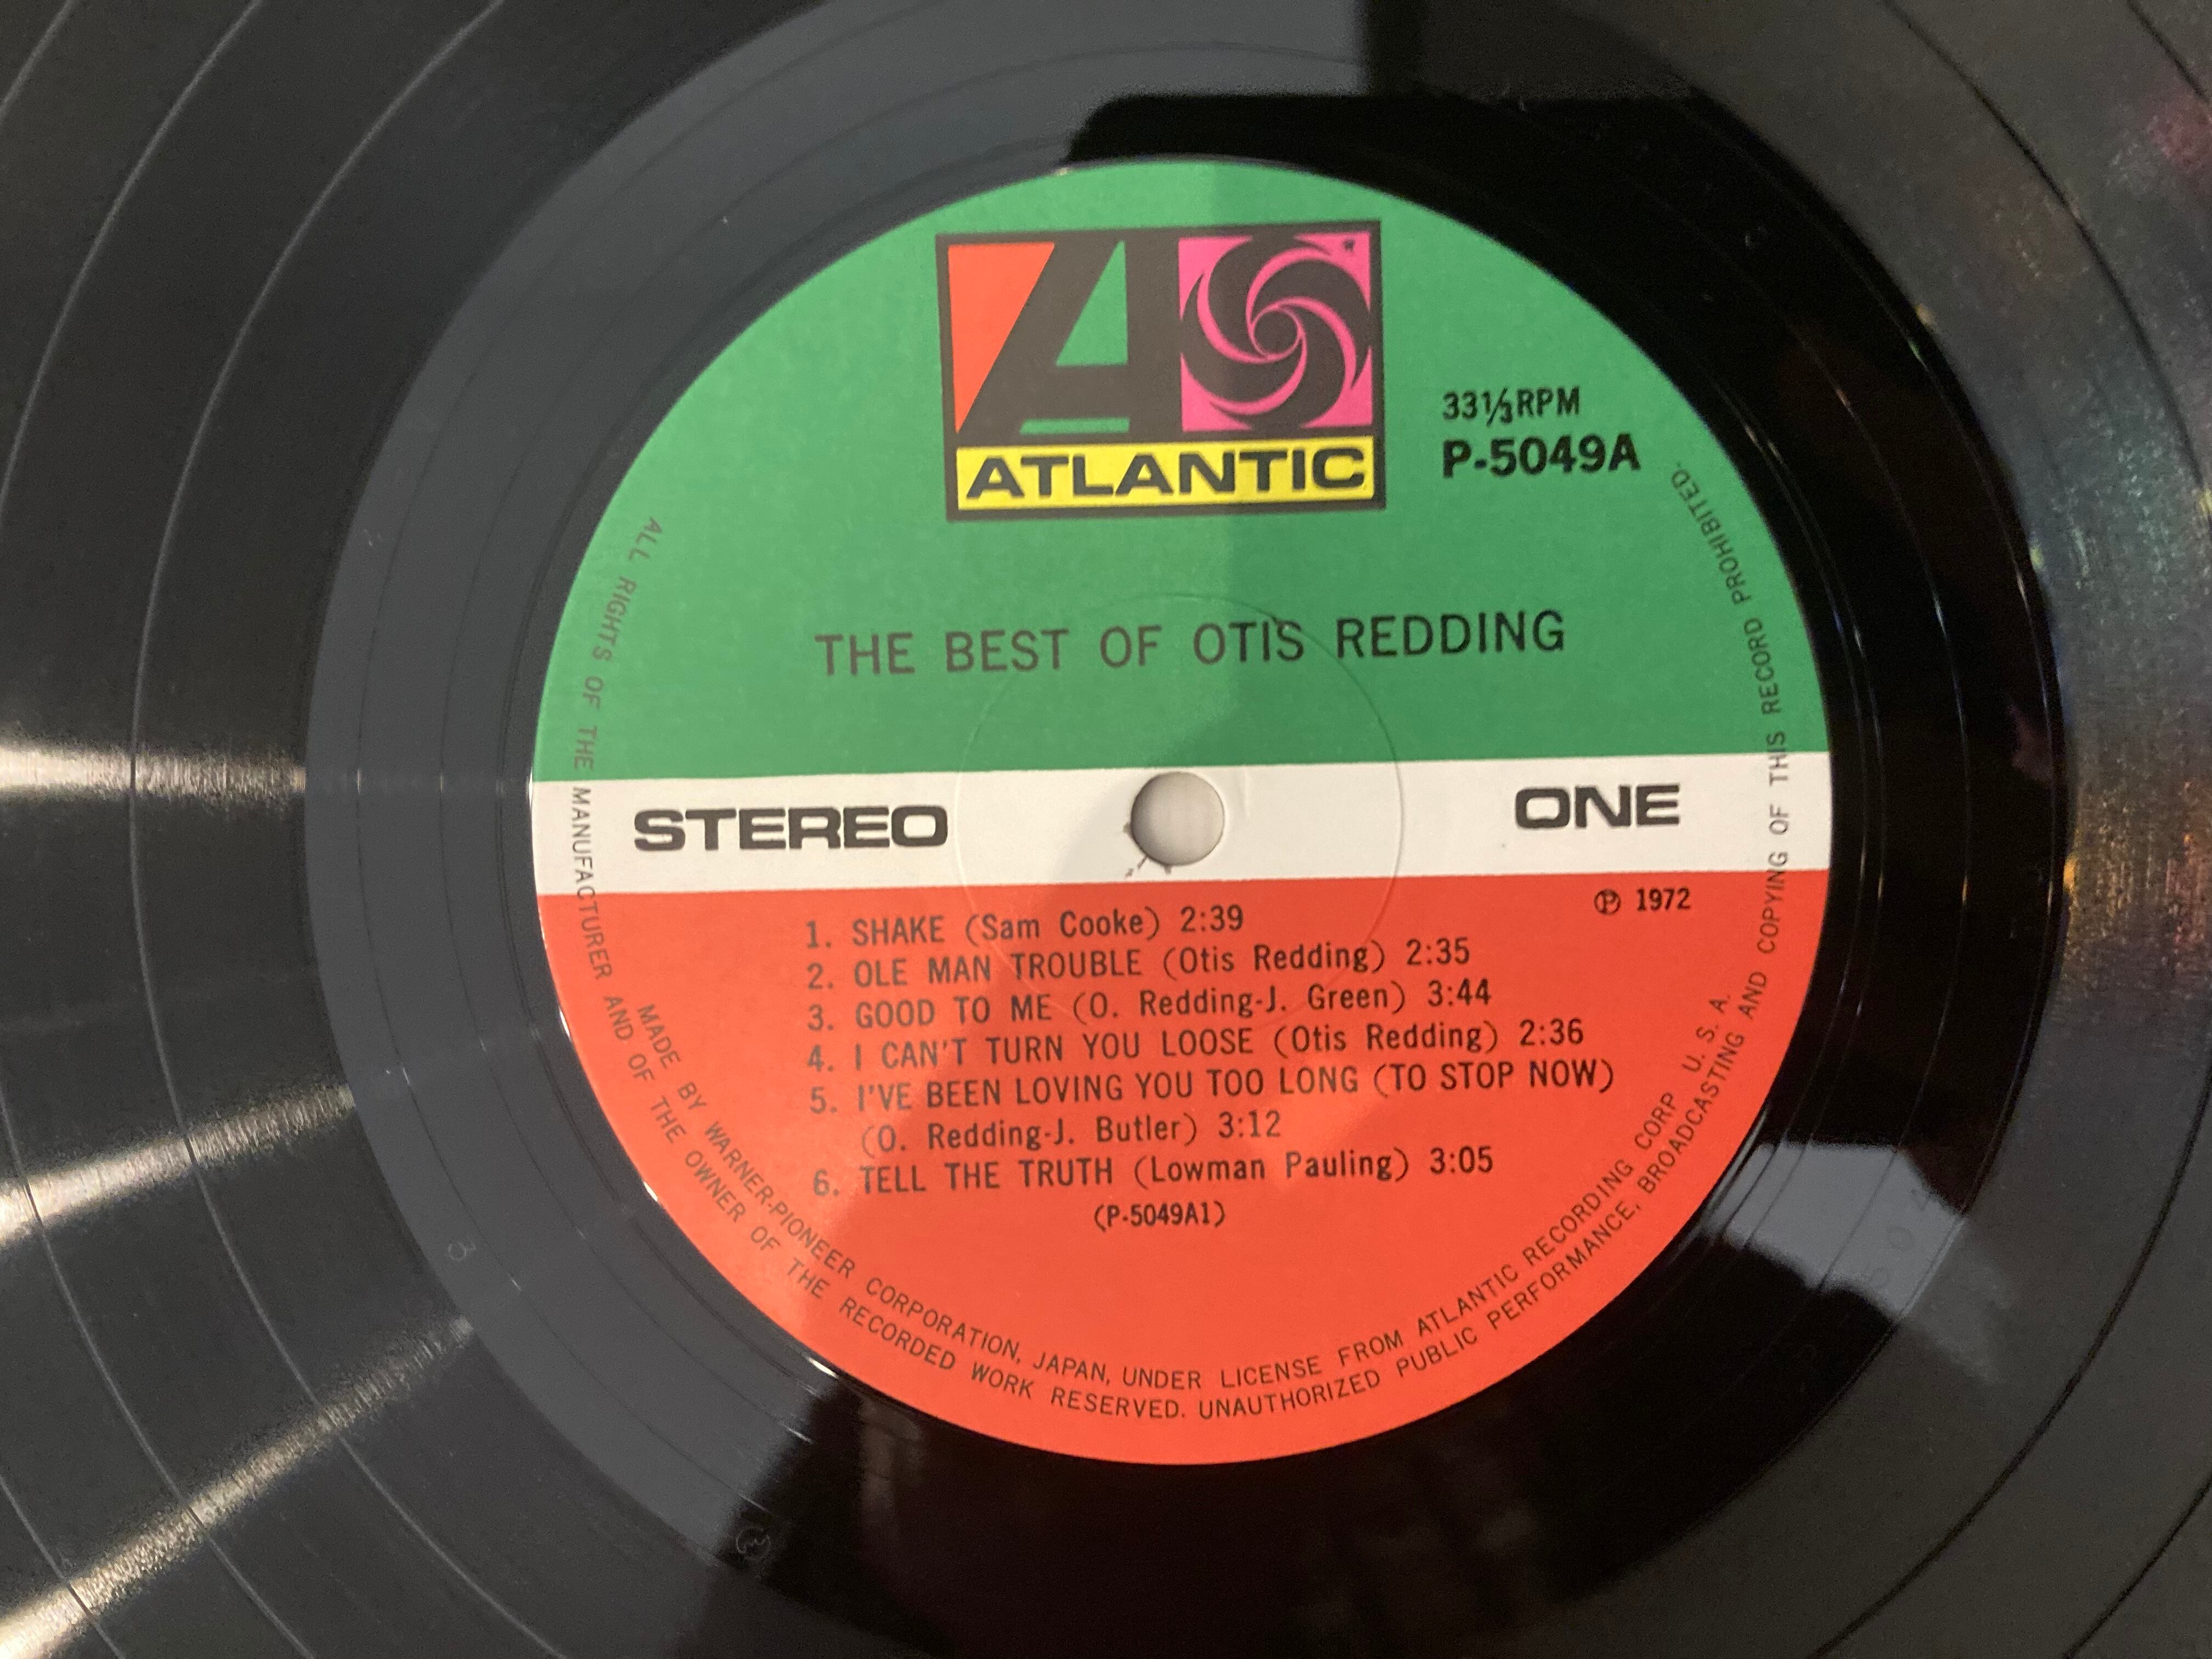 A
ATLANTIC
33⅓RPM
P-5049A
THE BEST OF OTIS REDDING
STEREO
ONE
Ⓟ 1972
1. SHAKE (Sam Cooke) 2:39
2. OLE MAN TROUBLE (Otis Redding) 2:35
3. GOOD TO ME (O. Redding-J. Green) 3:44
4. I CAN'T TURN YOU LOOSE (Otis Redding) 2:36
5. I'VE BEEN LOVING YOU TOO LONG (TO STOP NOW)
(O. Redding-J. Butler) 3:12
6. TELL THE TRUTH (Lowman Pauling) 3:05
(P-5049A1)
MADE BY WARNER-PIONEER CORPORATION, JAPAN, UNDER LICENSE FROM ATLANTIC RECORDING CORP U. S. A.
ALL RIGHTS OF THE MANUFACTURER AND OF THE OWNER OF THE RECORDED WORK RESERVED. UNAUTHORIZED PUBLIC PERFORMANCE, BROADCASTING AND COPYING OF THIS RECORD PROHIBITED.